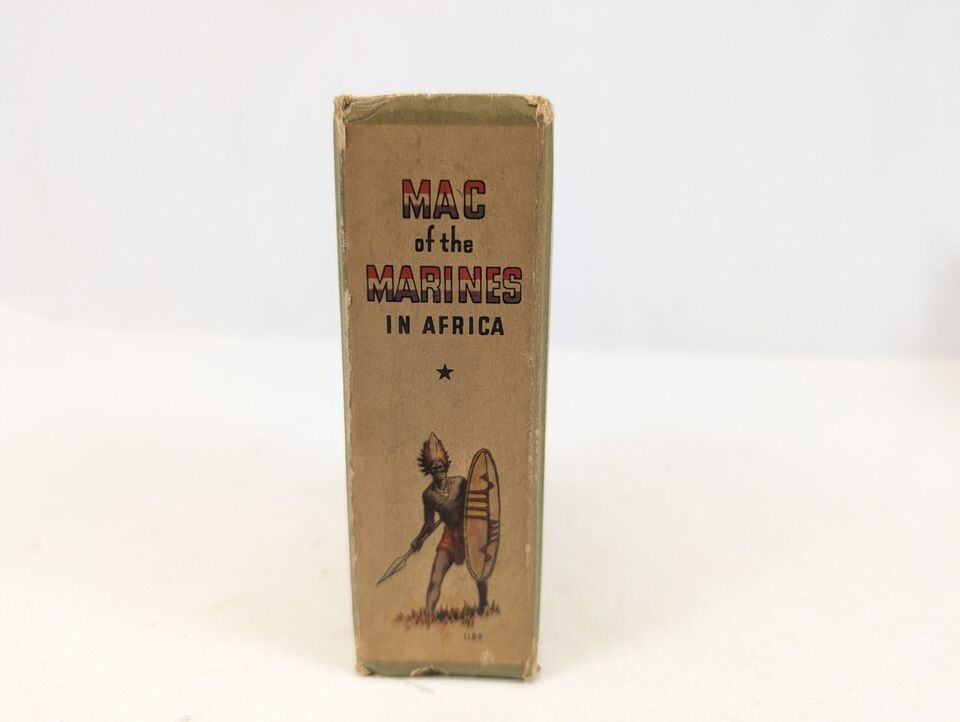 MAC
of the
MARINES
IN AFRICA
1189